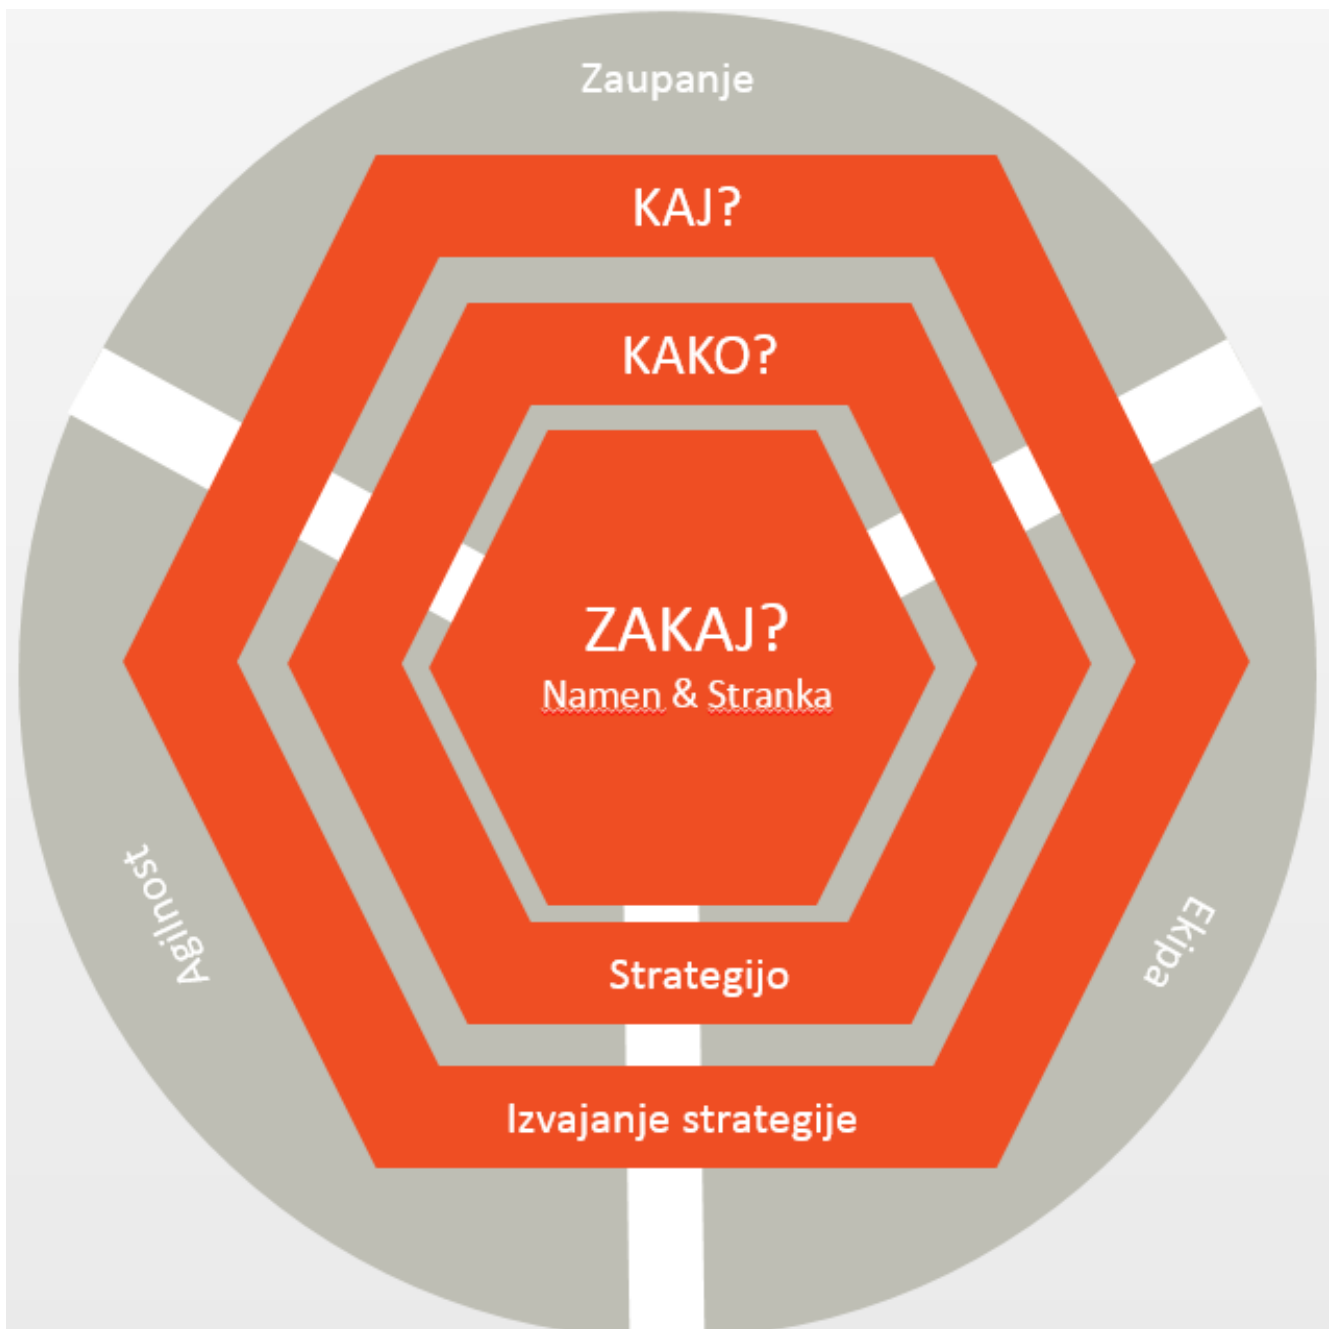 Zaupanje
KAJ?
KAKO?
ZAKAJ?
Namen & Stranka
Agilnost
Ekipa
Strategijo
Izvajanje strategije